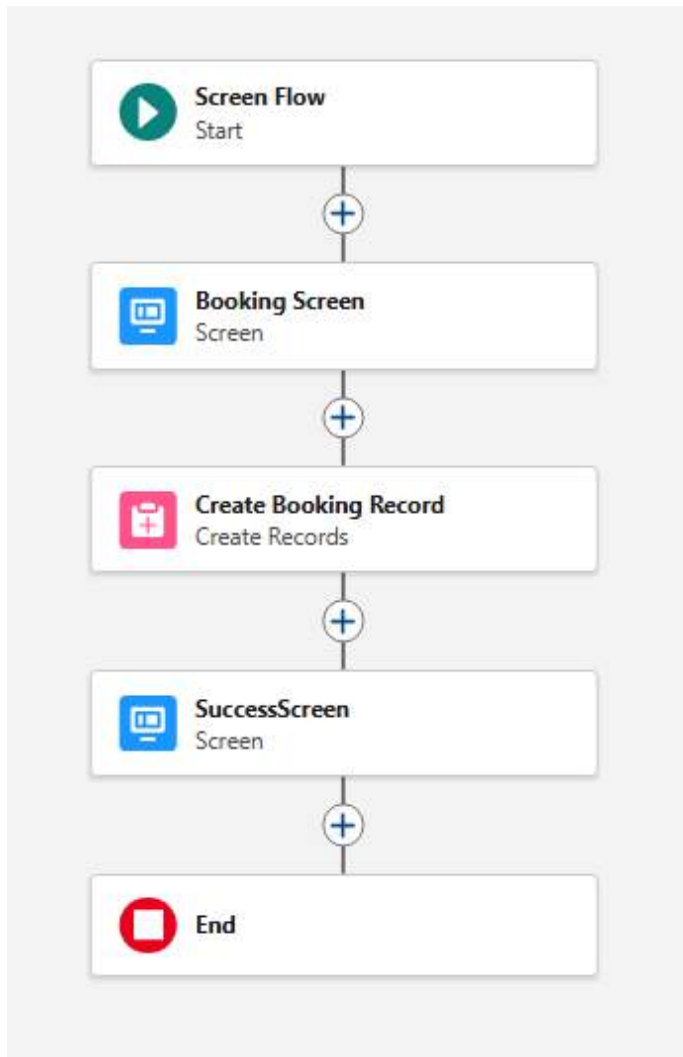 Screen Flow
Start
Booking Screen
Screen
Create Booking Record
Create Records
SuccessScreen
Screen
End